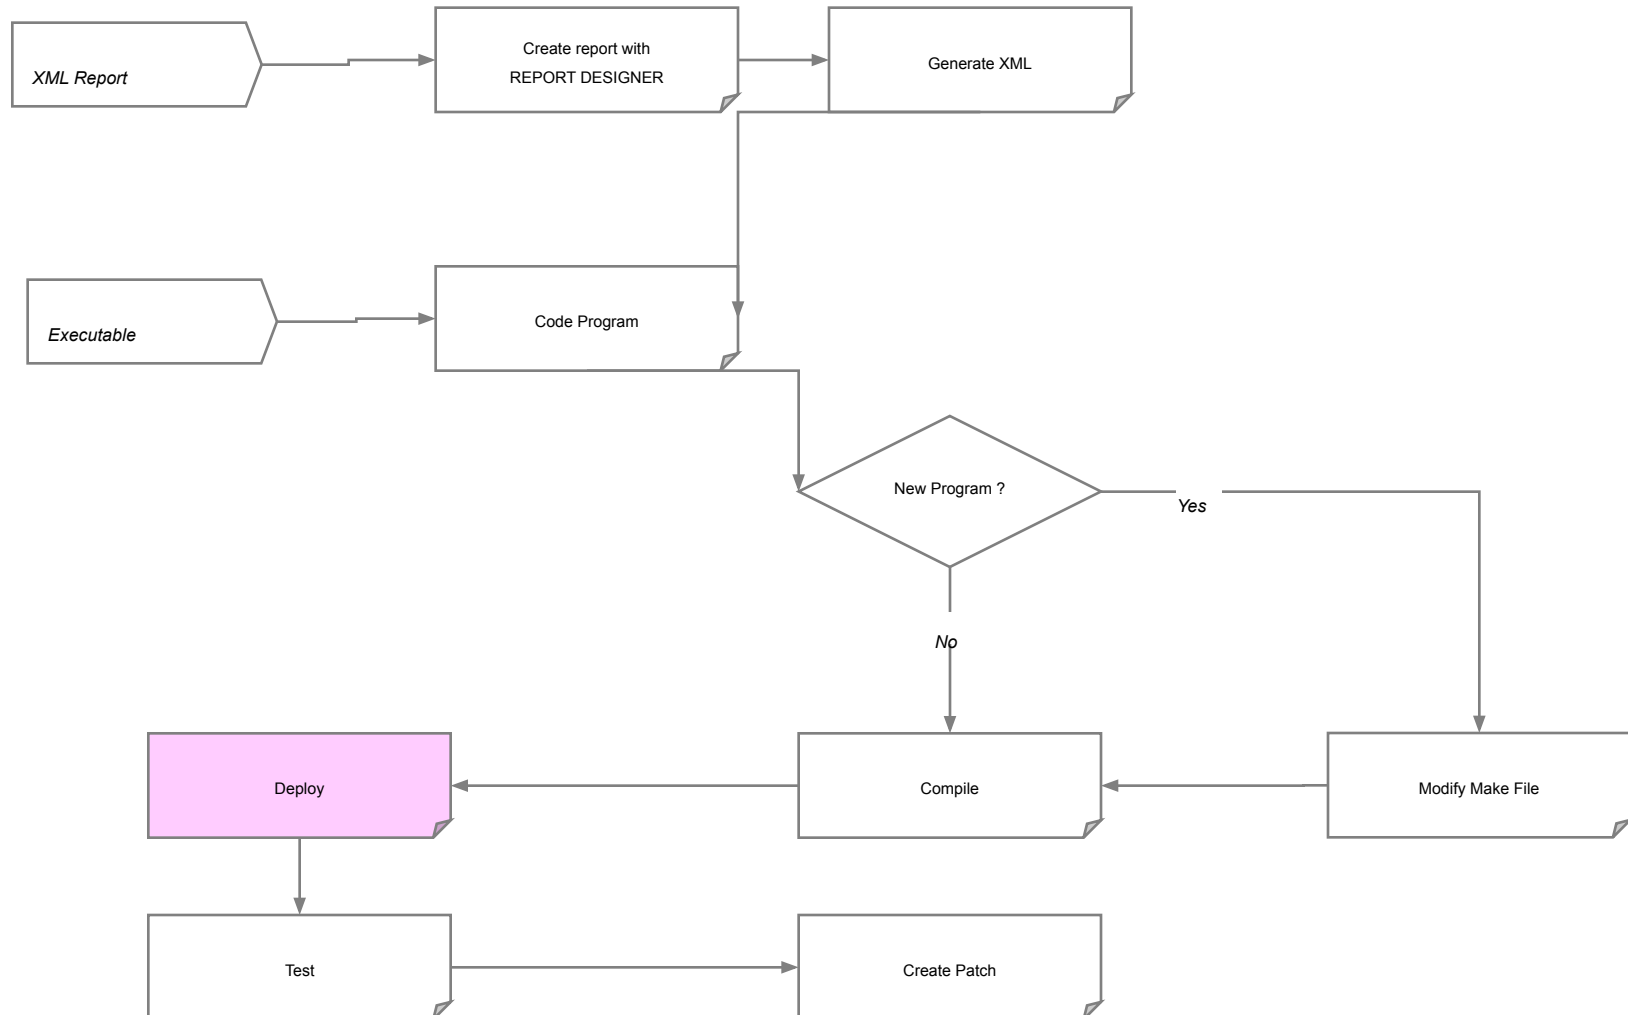 XML Report
Create report with
REPORT DESIGNER
Generate XML
Executable
Code Program
New Program ?
Yes
No
Deploy
Compile
Modify Make File
Test
Create Patch